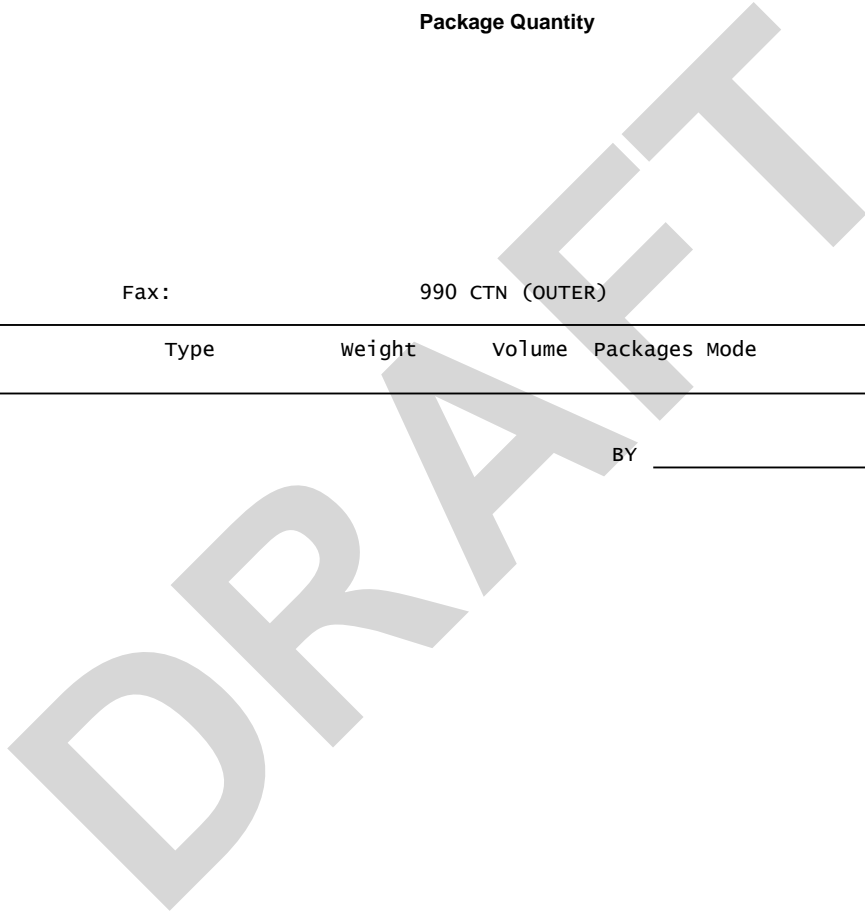 Package Quantity
Fax: 990 CTN (OUTER)
Type Weight Volume Packages Mode
BY
DRAFT